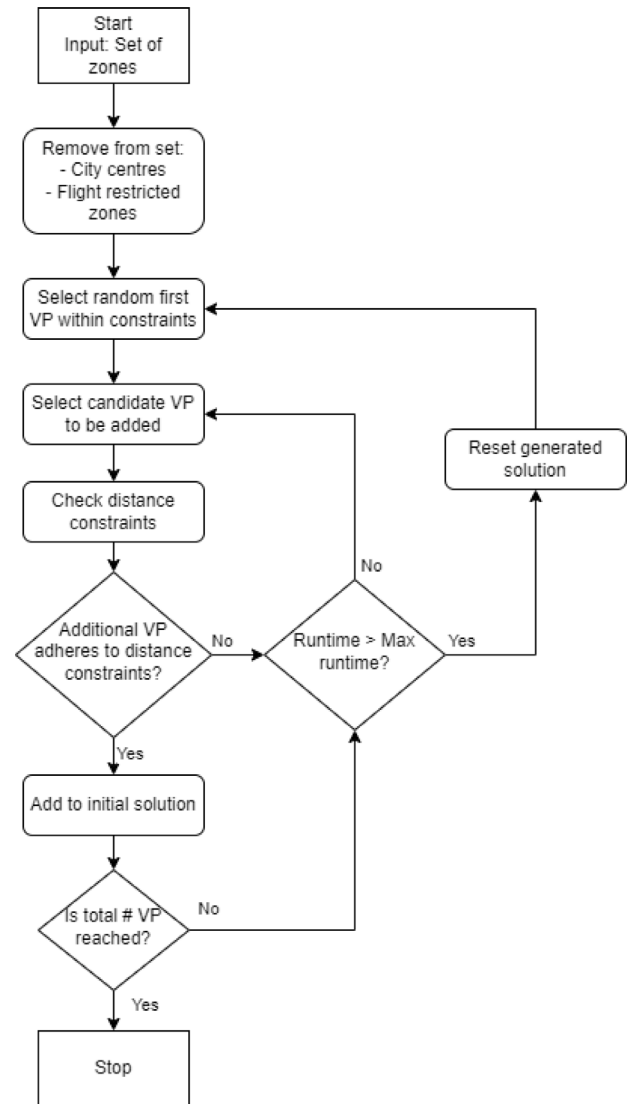 Start
Input: Set of
zones
Remove from set:
- City centres
- Flight restricted
zones
Select random first
VP within constraints
Select candidate VP
to be added
Reset generated
solution
Check distance
constraints
No
Additional VP
adheres to distance
constraints?
No
Runtime > Max
runtime?
Yes
Yes
Add to initial solution
Is total # VP
reached?
No
Yes
Stop